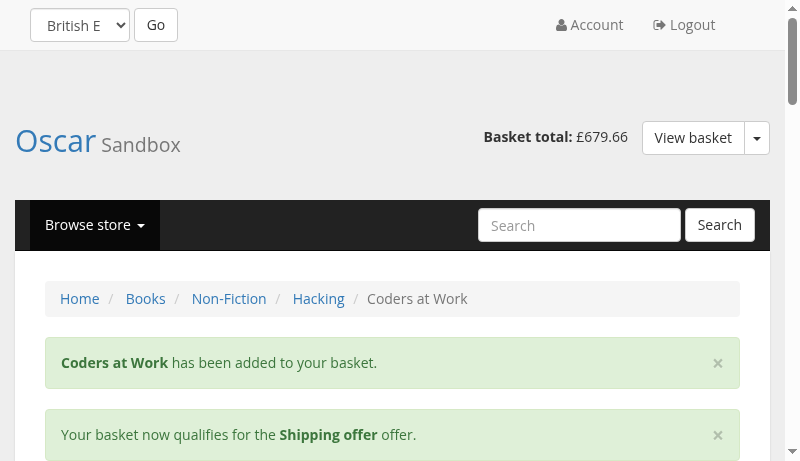 British E Go Account Logout
Oscar Sandbox Basket total: £679.66 View basket
Browse store Search Search
Home / Books / Non-Fiction / Hacking / Coders at Work
Coders at Work has been added to your basket. ×
Your basket now qualifies for the Shipping offer offer. ×